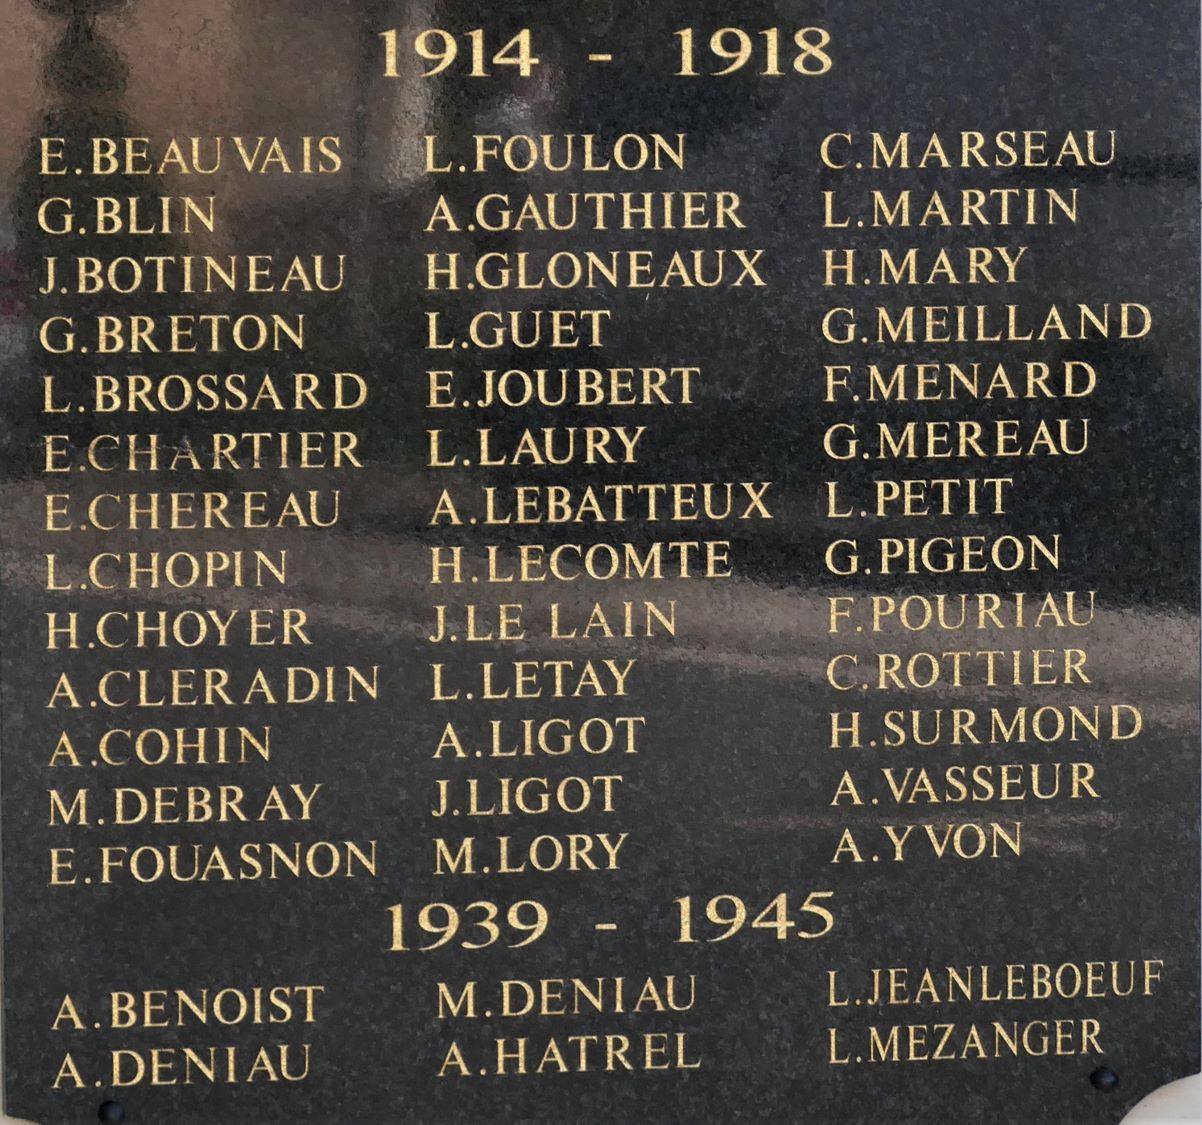 1914 - 1918
E.BEAUVAIS
G.BLIN
J.BOTINEAU
G.BRETON
L.BROSSARD
E.CHARTIER
E.CHEREAU
L.CHOPIN
H.CHOYER
A.CLERADIN
A.COHIN
M.DEBRAY
E.FOUASNON
L.FOULON
A.GAUTHIER
H.GLONEAUX
L.GUET
E.JOUBERT
L.LAURY
A.LEBATTEUX
H.LECOMTE
J.LE LAIN
L.LETAY
A.LIGOT
J.LIGOT
M.LORY
C.MARSEAU
L.MARTIN
H.MARY
G.MEILLAND
F.MENARD
G.MEREAU
L.PETIT
G.PIGEON
F.POURIAU
C.ROTTIER
H.SURMOND
A.VASSEUR
A.YVON
1939 - 1945
A.BENOIST
A.DENIAU
M.DENIAU
A.HATREL
L.JEANLEBOEUF
L.MEZANGER